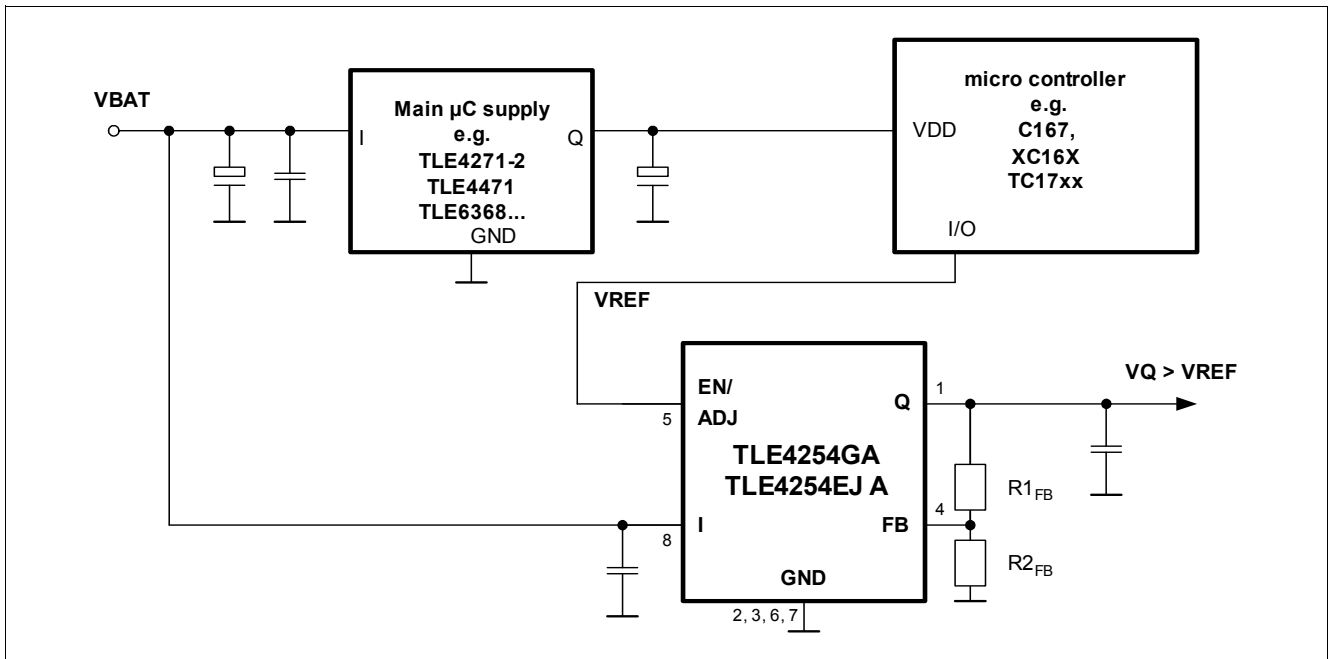 VBAT
I
Main µC supply
e.g.
TLE4271-2
TLE4471
TLE6368...
GND
Q
micro controller
e.g.
C167,
XC16X
TC17xx
VDD
I/O
VREF
EN/
ADJ
5
TLE4254GA
TLE4254EJ A
I
8
GND
2, 3, 6, 7
Q
1
FB
4
VQ > VREF
R1FB
R2FB